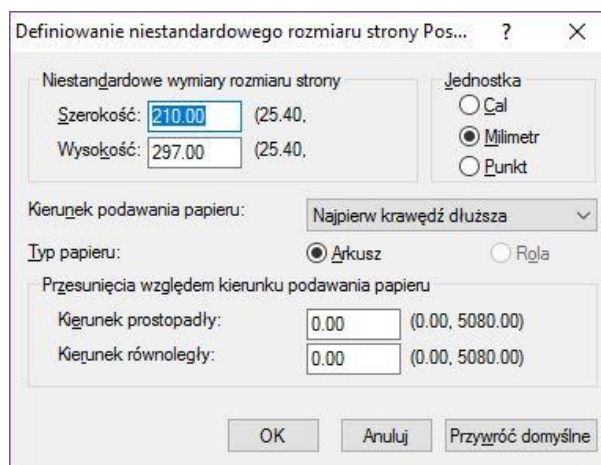 Definiowanie niestandardowego rozmiaru strony Pos... ?
Niestandardowe wymiary rozmiaru strony
Szerokość: 210.00 (25.40,
Wysokość: 297.00 (25.40,
Jednostka
Cal
Milimetr
Punkt
Kierunek podawania papieru: Najpierw krawędź dłuższa
Typ papieru: Arkusz Rola
Przesunięcia względem kierunku podawania papieru
Kierunek prostopadły: 0.00 (0.00, 5080.00)
Kierunek równoległy: 0.00 (0.00, 5080.00)
OK Anuluj Przywróć domyślne